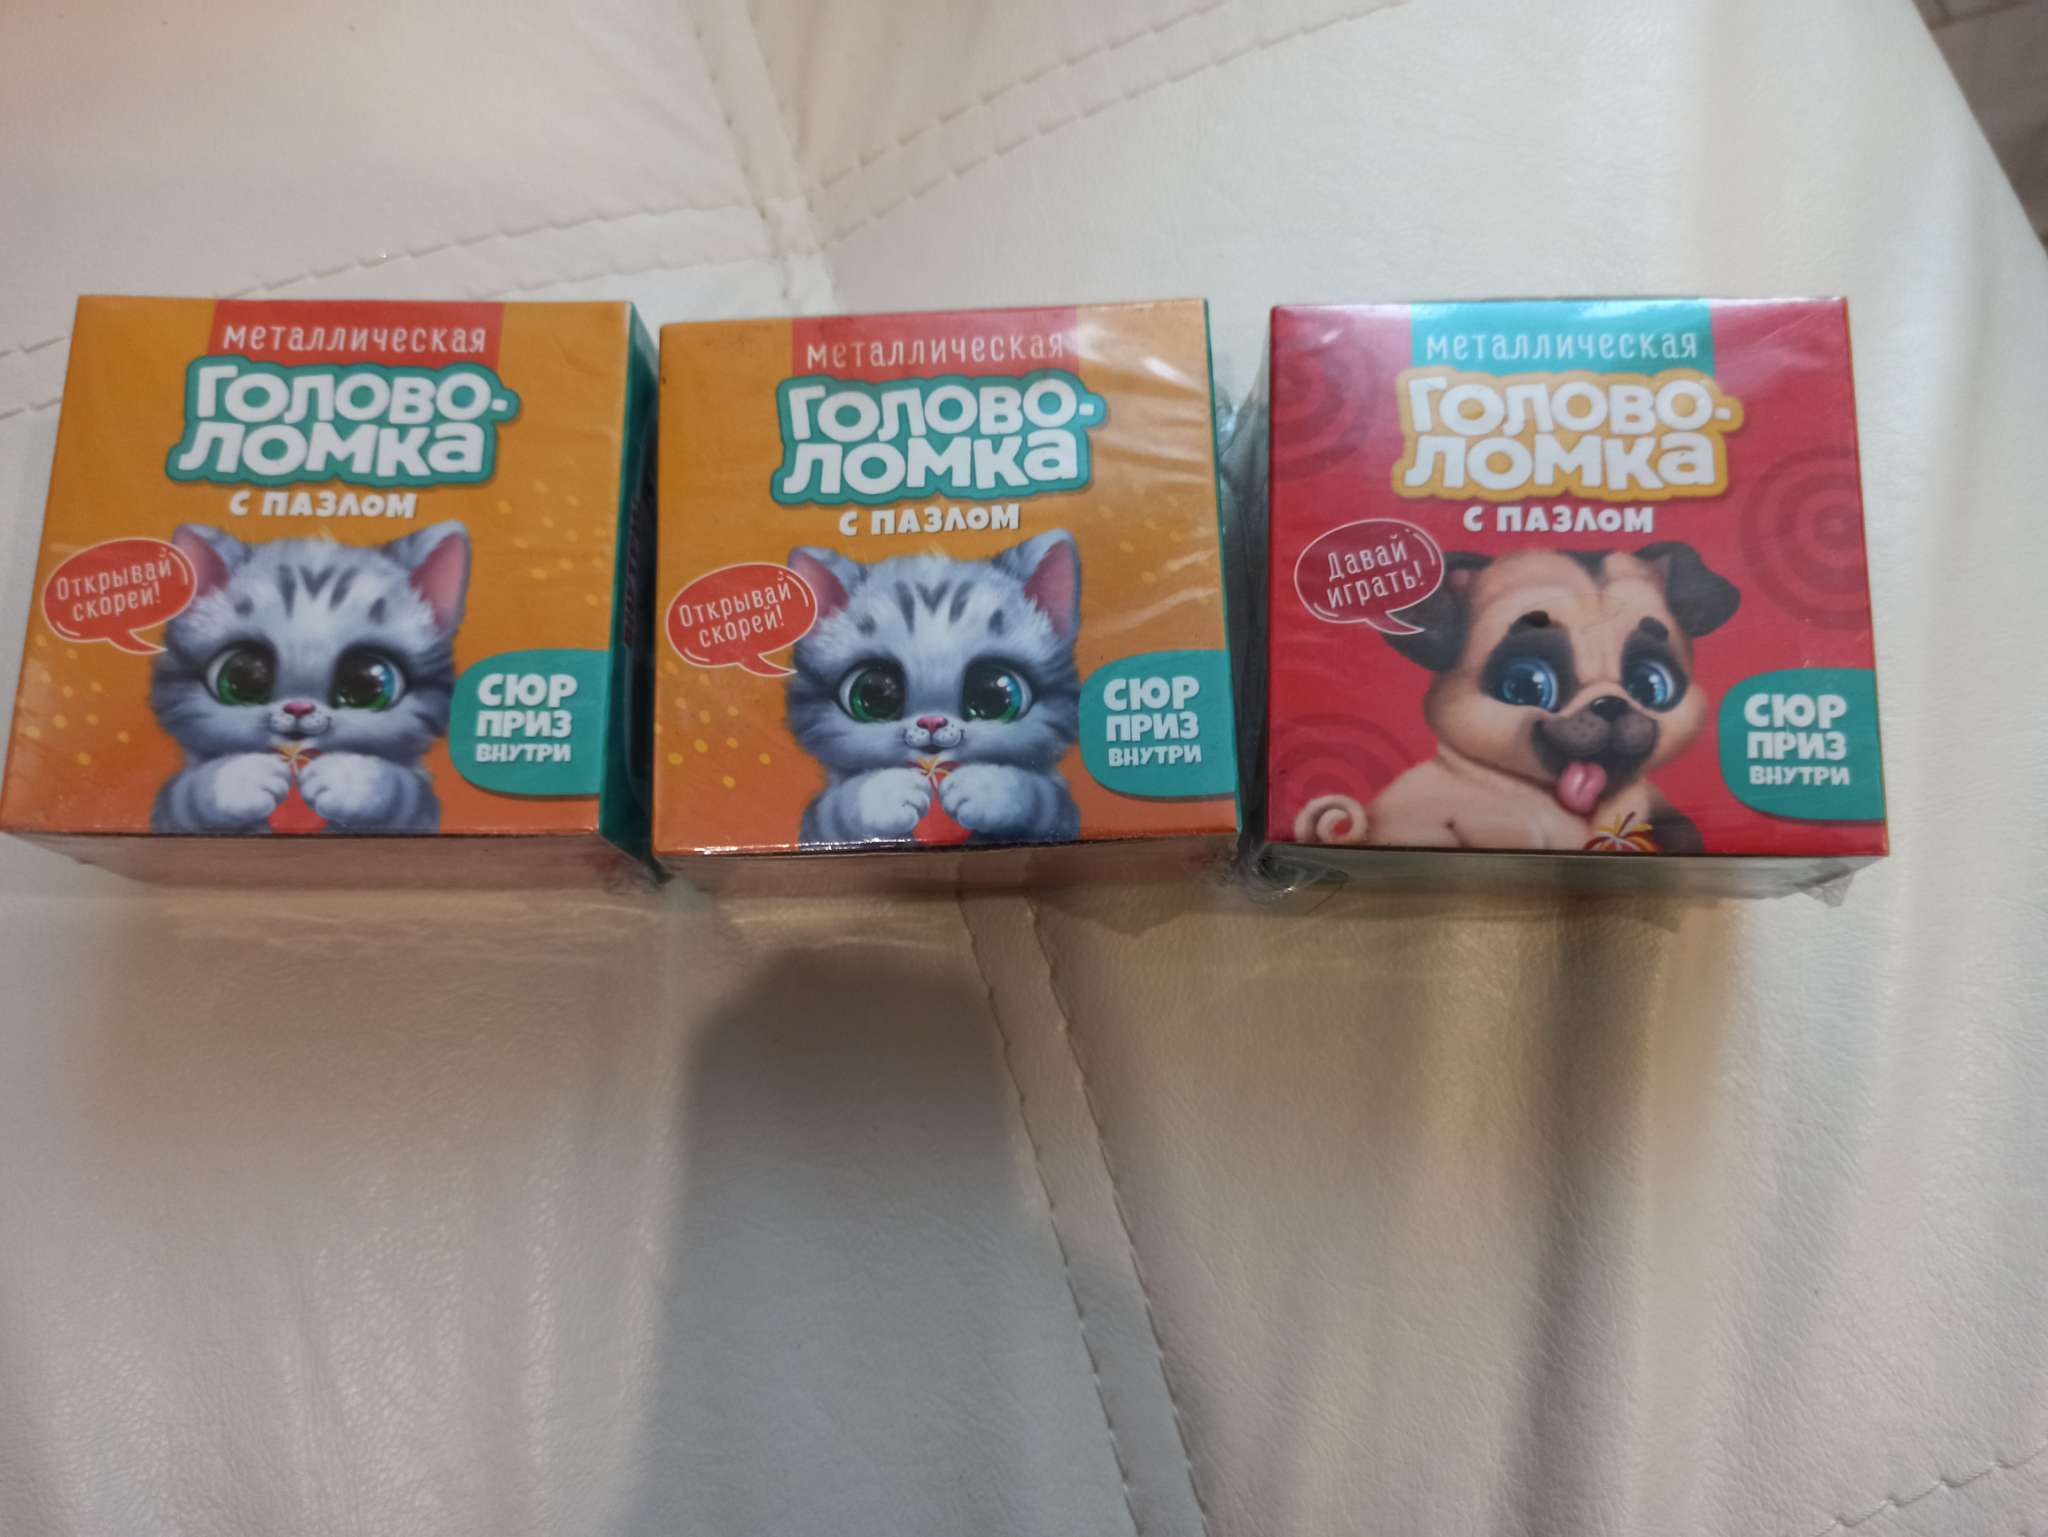 металлическая
Голово-
ломка
с пазлом
Открывай
скорей!
сюр
приз
внутри
металлическая
Голово-
ломка
с пазлом
Открывай
скорей!
сюр
приз
внутри
металлическая
Голово-
ломка
с пазлом
Давай
играть!
сюр
приз
внутри